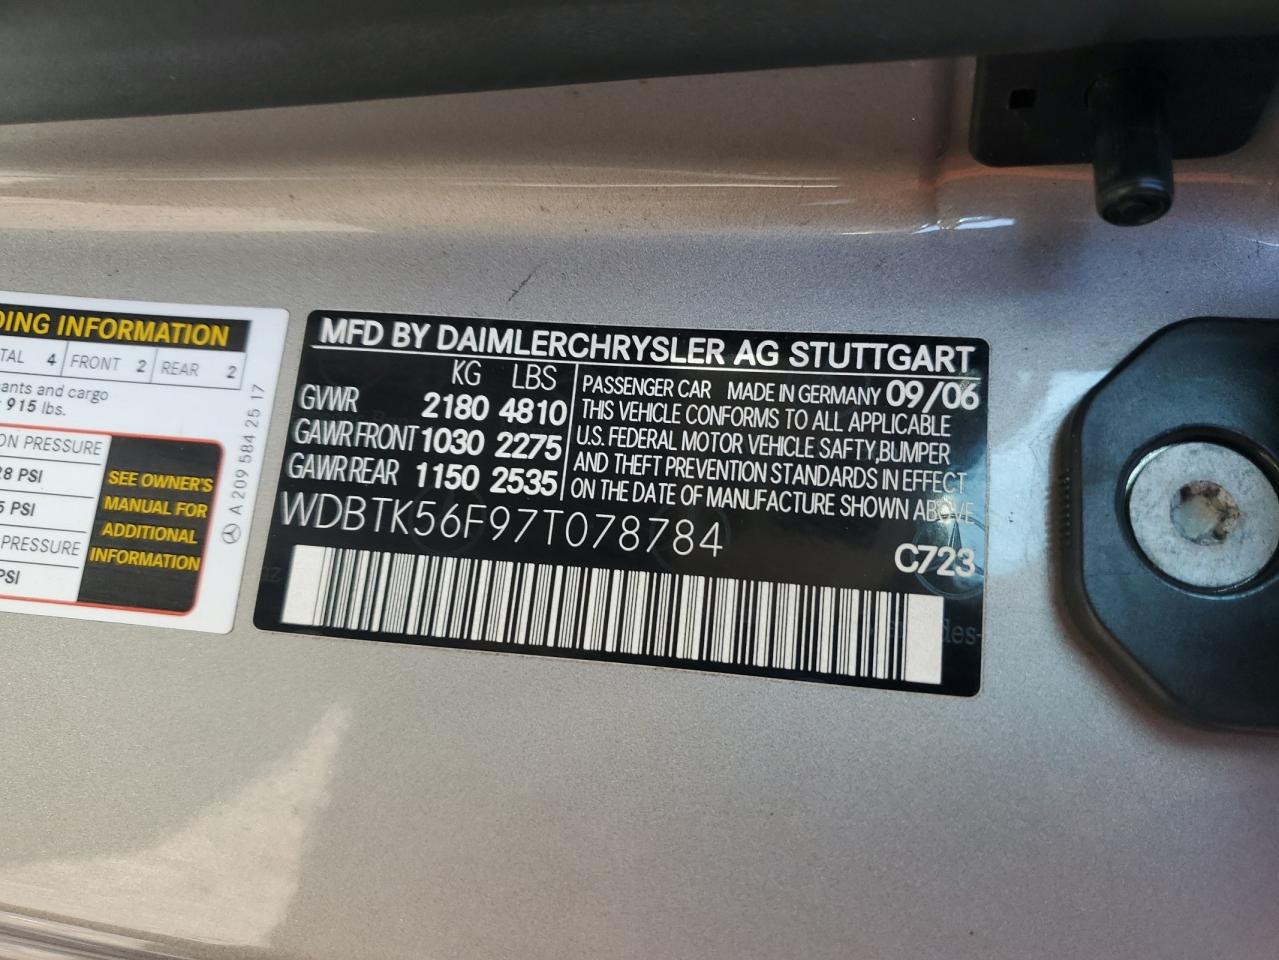 DING INFORMATION
TAL 4 FRONT 2 REAR 2
ants and cargo
915 lbs.
ON PRESSURE
28 PSI
5 PSI
PRESSURE
PSI
SEE OWNER'S
MANUAL FOR
ADDITIONAL
INFORMATION
A 209 584 25 17
MFD BY DAIMLERCHRYSLER AG STUTTGART
KG LBS
GVWR 2180 4810
GAWR FRONT 1030 2275
GAWR REAR 1150 2535
PASSENGER CAR MADE IN GERMANY 09/06
THIS VEHICLE CONFORMS TO ALL APPLICABLE
U.S. FEDERAL MOTOR VEHICLE SAFTY,BUMPER
AND THEFT PREVENTION STANDARDS IN EFFECT
ON THE DATE OF MANUFACTURE SHOWN ABOVE
WDBTK56F97T078784
C723